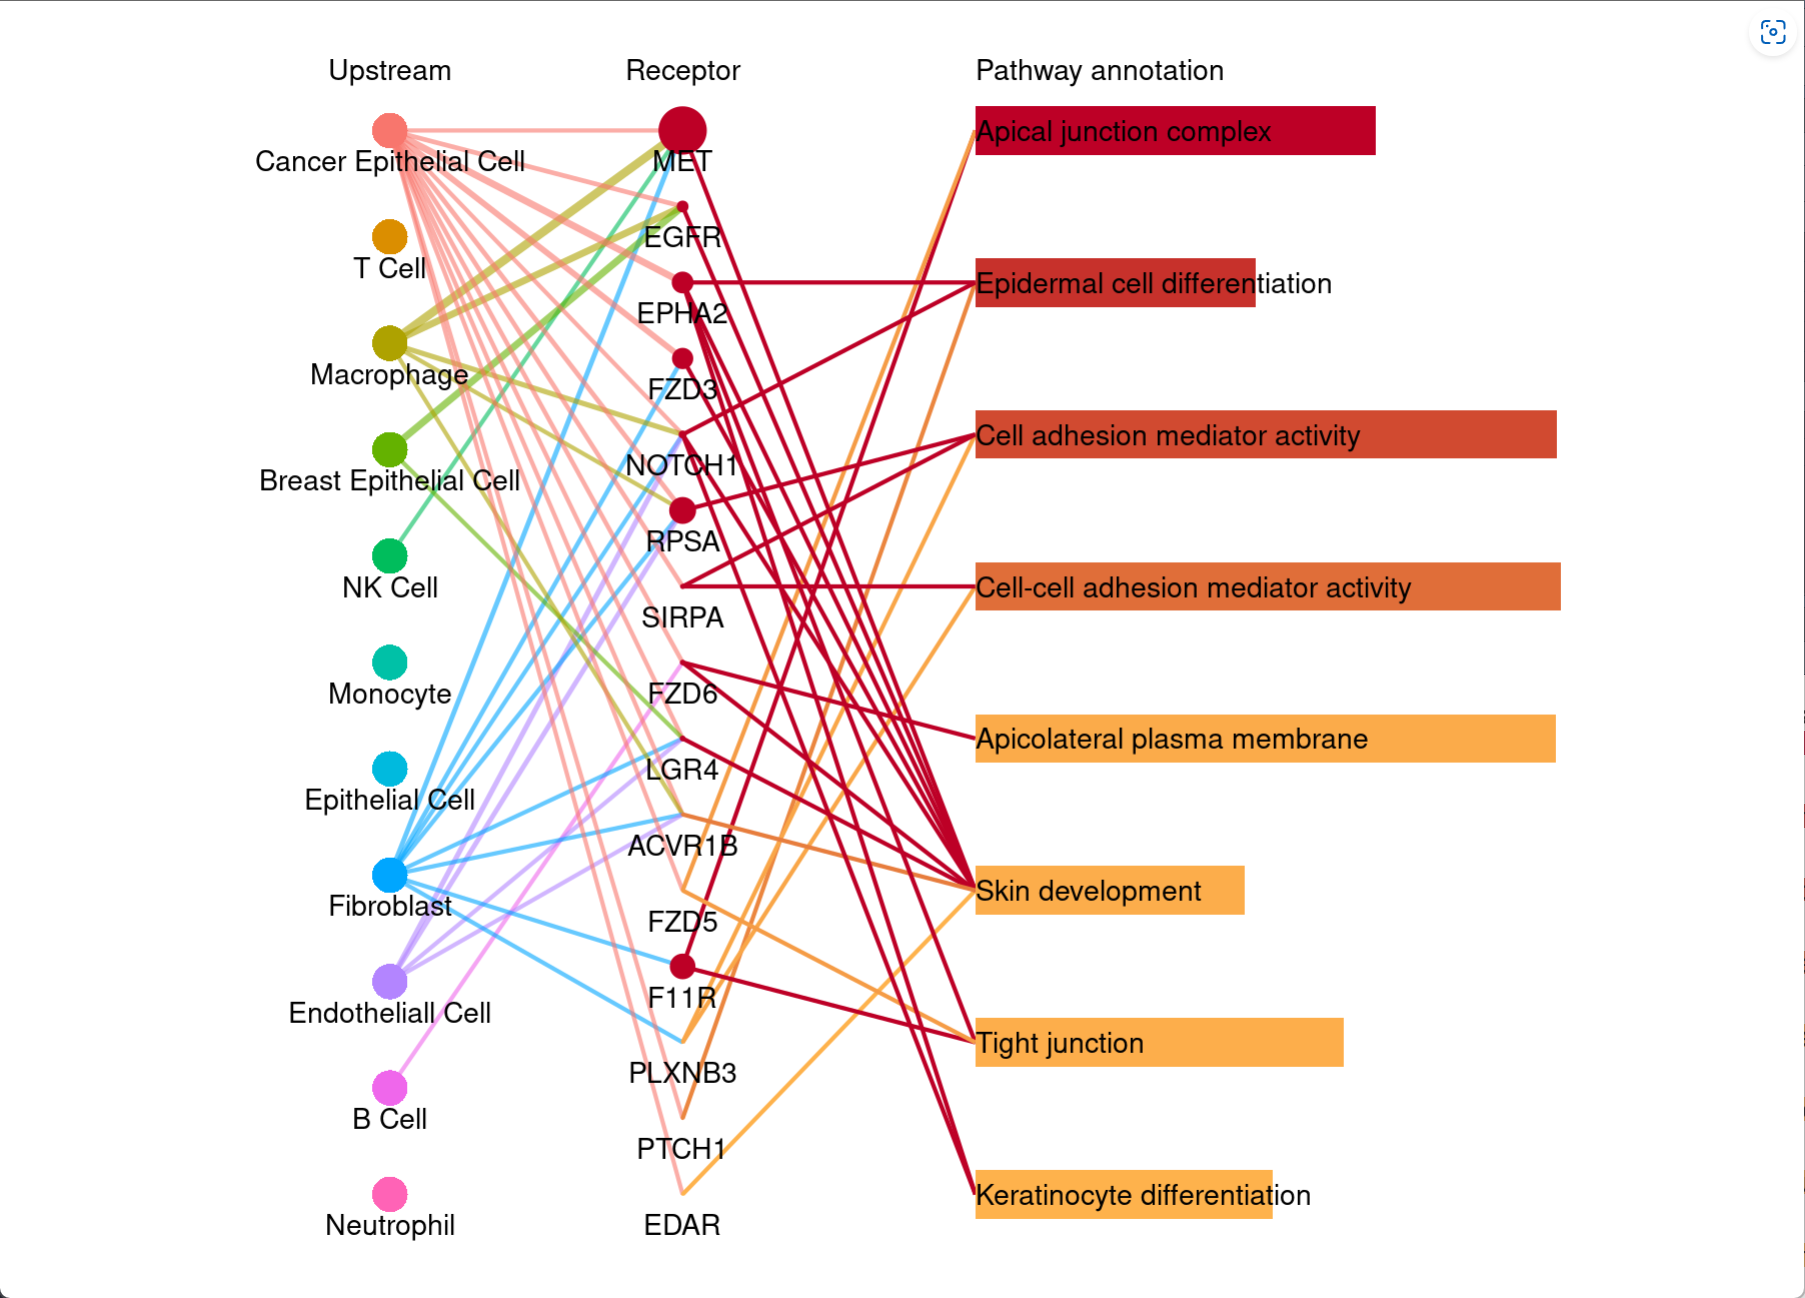 Upstream
Receptor
Pathway annotation
Cancer Epithelial Cell
T Cell
Macrophage
Breast Epithelial Cell
NK Cell
Monocyte
Epithelial Cell
Fibroblast
Endotheliall Cell
B Cell
Neutrophil
MET
EGFR
EPHA2
FZD3
NOTCH1
RPSA
SIRPA
FZD6
LGR4
ACVR1B
FZD5
F11R
PLXNB3
PTCH1
EDAR
Apical junction complex
Epidermal cell differentiation
Cell adhesion mediator activity
Cell-cell adhesion mediator activity
Apicolateral plasma membrane
Skin development
Tight junction
Keratinocyte differentiation